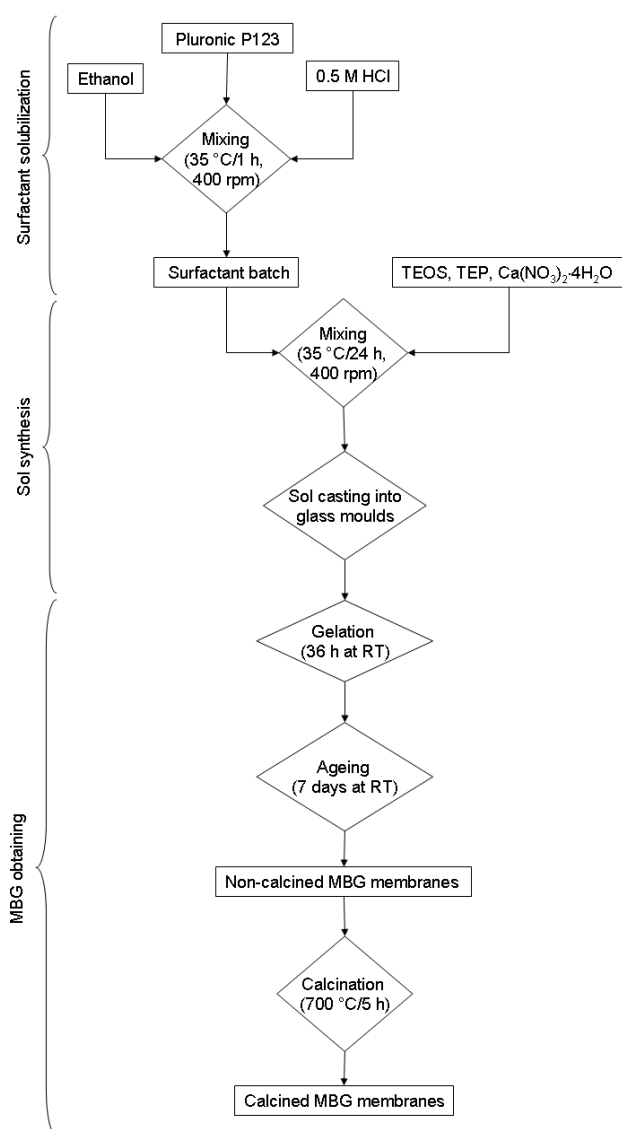 Surfactant solubilization
Pluronic P123
Ethanol
0.5 M HCl
Mixing
(35 °C/1 h,
400 rpm)
Surfactant batch
TEOS, TEP, Ca(NO₃)₂·4H₂O
Sol synthesis
Mixing
(35 °C/24 h,
400 rpm)
Sol casting into
glass moulds
MBG obtaining
Gelation
(36 h at RT)
Ageing
(7 days at RT)
Non-calcined MBG membranes
Calcination
(700 °C/5 h)
Calcined MBG membranes